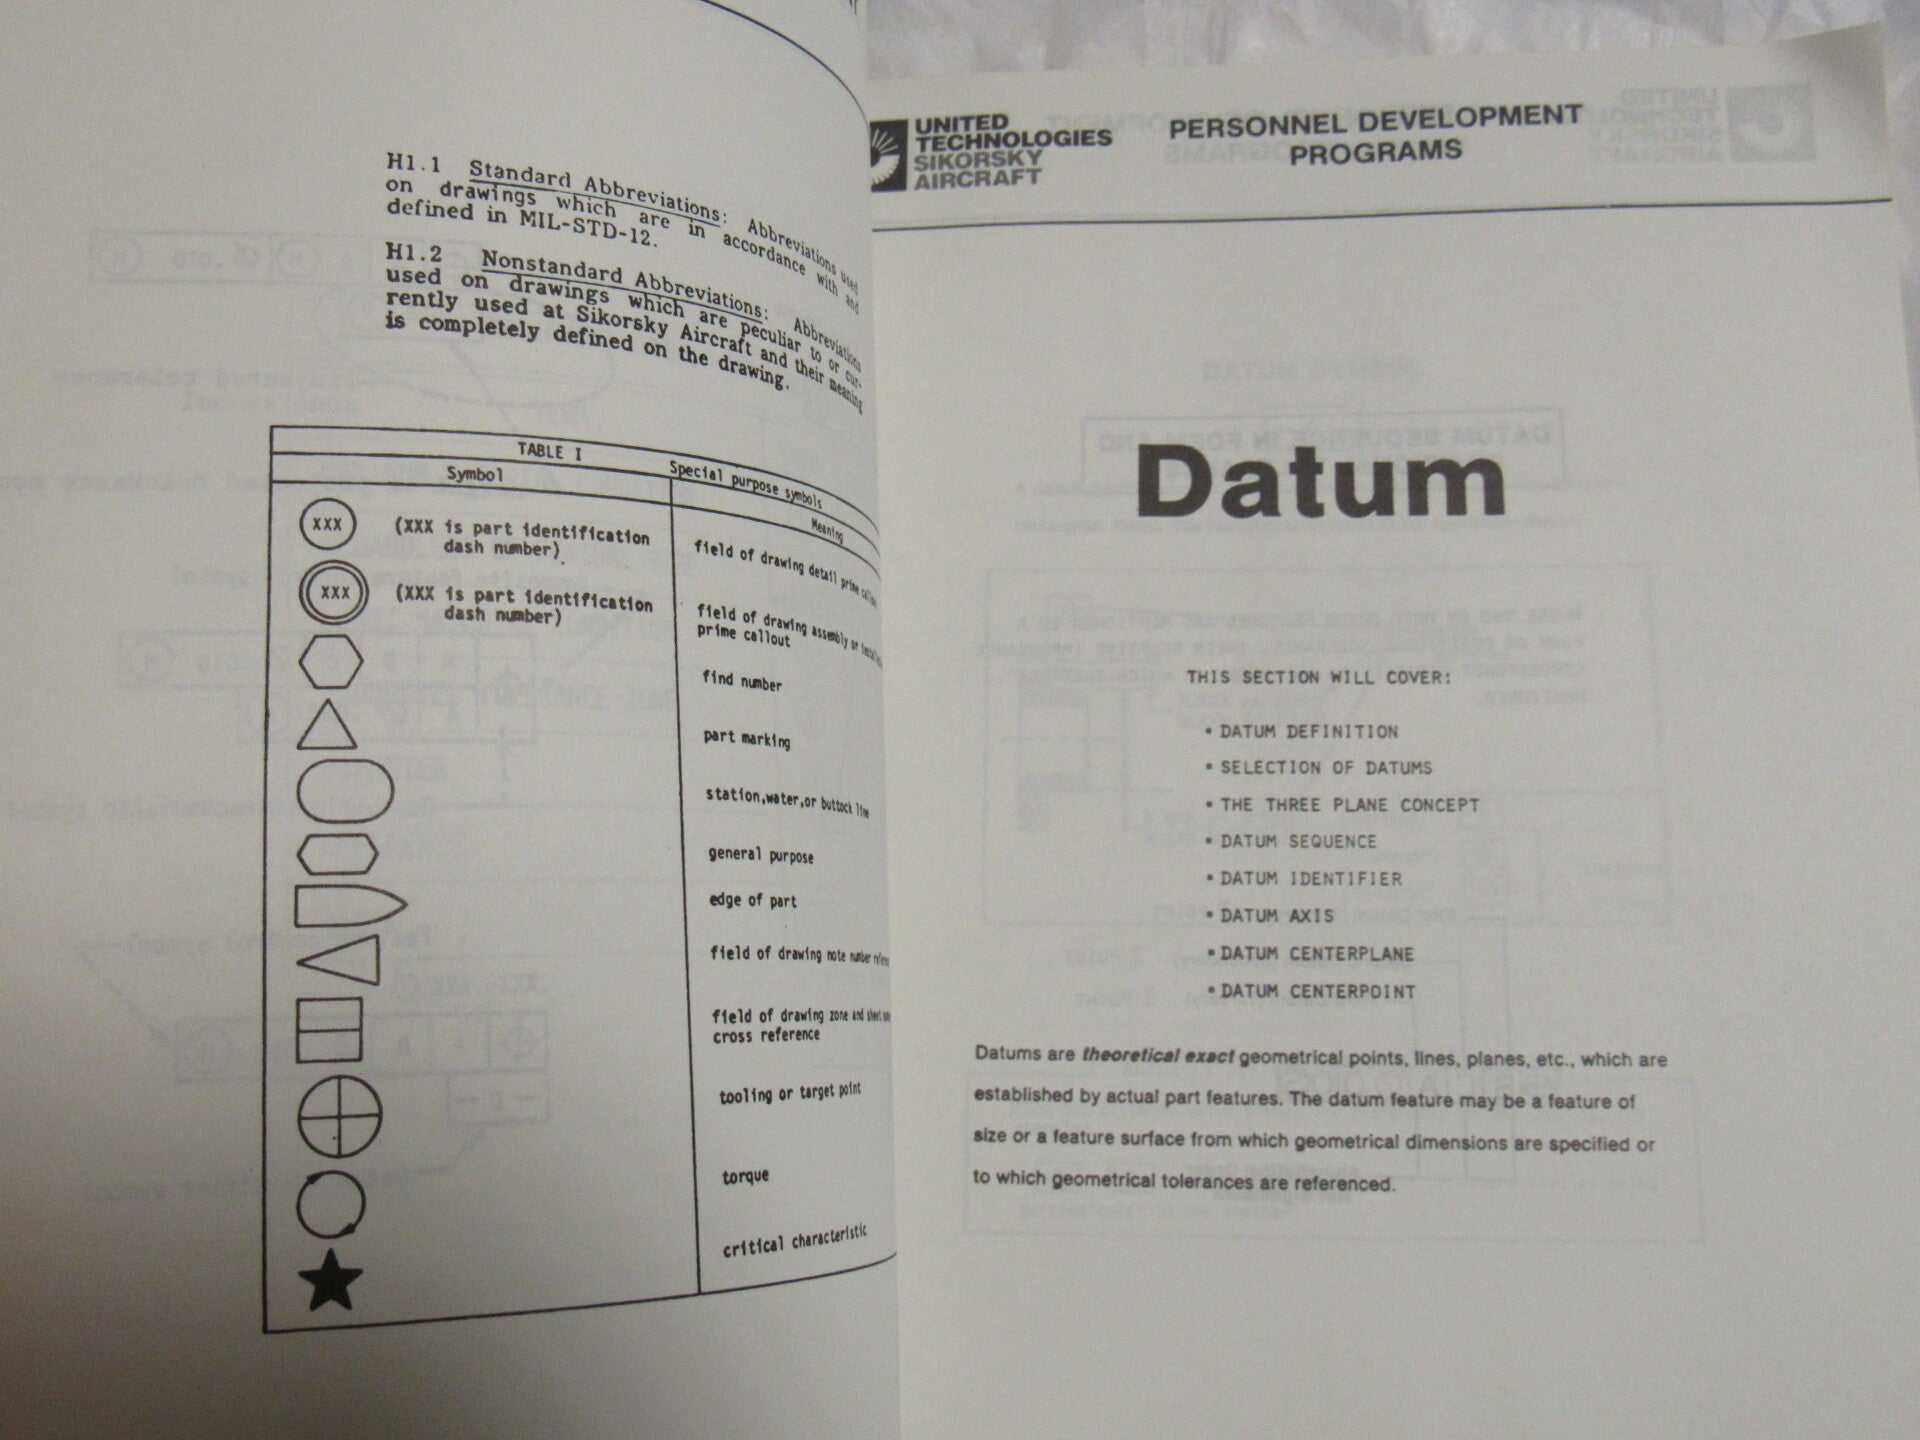 H1.1 Standard Abbreviations: Abbreviations used
on drawings which are in accordance with and
defined in MIL-STD-12.
H1.2 Nonstandard Abbreviations: Abbreviations
used on drawings which are peculiar to or cur-
rently used at Sikorsky Aircraft and their meaning
is completely defined on the drawing.
TABLE I
Special purpose symbols
Symbol
Meaning
XXX (XXX is part identification
dash number)
field of drawing detail prime callout
XXX (XXX is part identification
dash number)
field of drawing assembly or
prime callout
find number
part marking
station,water,or buttock line
general purpose
edge of part
field of drawing note number
field of drawing zone and sheet
cross reference
tooling or target point
torque
critical characteristic
UNITED
TECHNOLOGIES
SIKORSKY
AIRCRAFT
PERSONNEL DEVELOPMENT
PROGRAMS
Datum
THIS SECTION WILL COVER:
• DATUM DEFINITION
• SELECTION OF DATUMS
• THE THREE PLANE CONCEPT
• DATUM SEQUENCE
• DATUM IDENTIFIER
• DATUM AXIS
• DATUM CENTERPLANE
• DATUM CENTERPOINT
Datums are theoretical exact geometrical points, lines, planes, etc., which are
established by actual part features. The datum feature may be a feature of
size or a feature surface from which geometrical dimensions are specified or
to which geometrical tolerances are referenced.